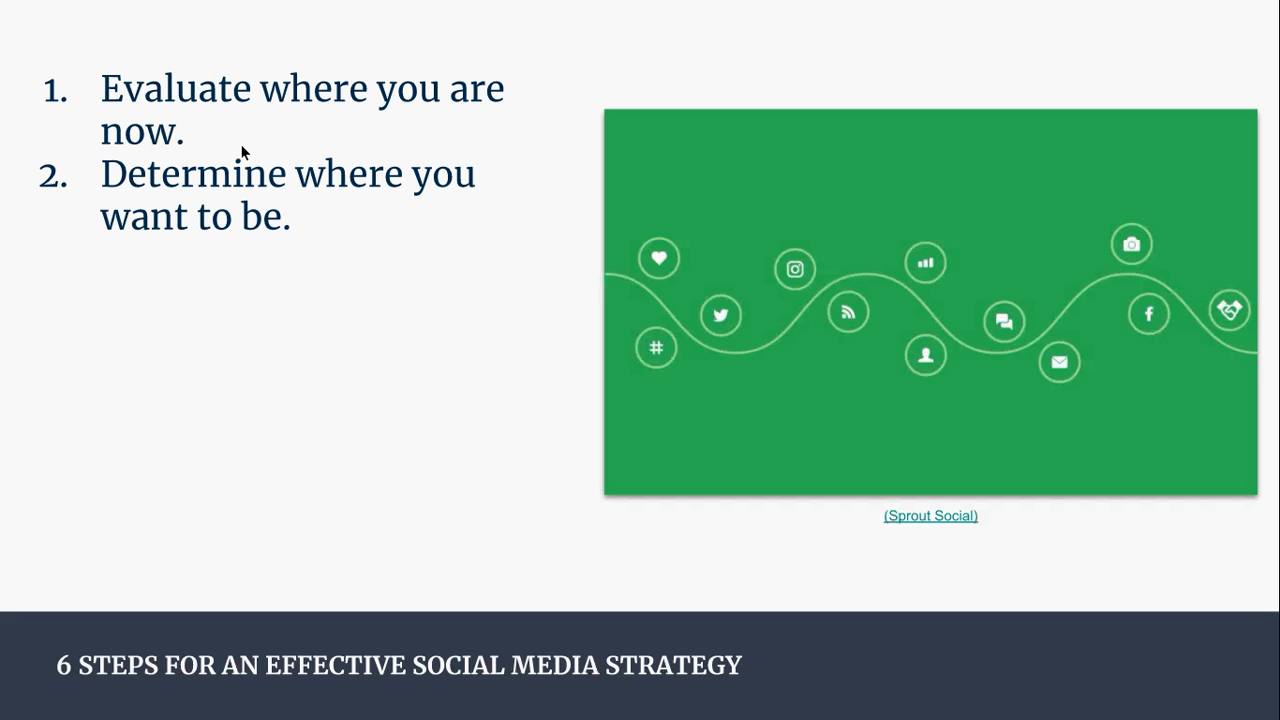 1. Evaluate where you are
now.
2. Determine where you
want to be.
(Sprout Social)
6 STEPS FOR AN EFFECTIVE SOCIAL MEDIA STRATEGY